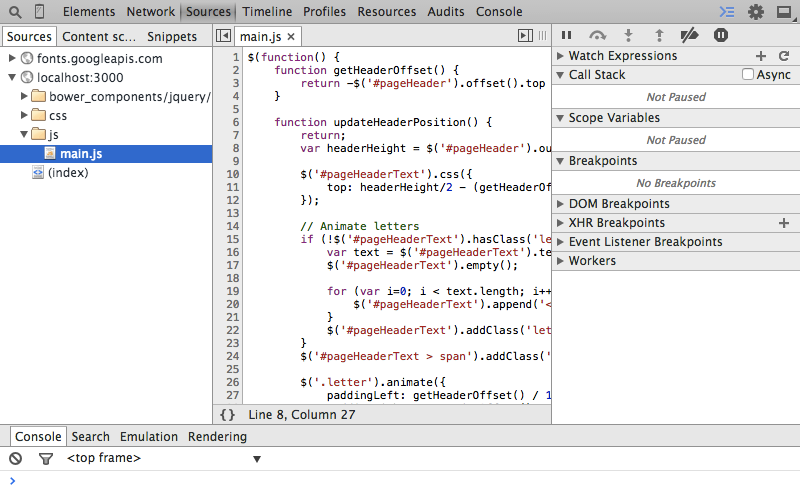 Elements Network Sources Timeline Profiles Resources Audits Console
Sources Content sc... Snippets
fonts.googleapis.com
localhost:3000
bower_components/jquery/
css
js
main.js
(index)
main.js ×
1 $(function() {
2 function getHeaderOffset() {
3 return -$('#pageHeader').offset().top
4 }
5
6 function updateHeaderPosition() {
7 return;
8 var headerHeight = $('#pageHeader').ou
9
10 $('#pageHeaderText').css({
11 top: headerHeight/2 - (getHeaderOf
12 });
13
14 // Animate letters
15 if (!$('#pageHeaderText').hasClass('le
16 var text = $('#pageHeaderText').te
17 $('#pageHeaderText').empty();
18
19 for (var i=0; i < text.length; i++
20 $('#pageHeaderText').append('<
21 }
22 $('#pageHeaderText').addClass('let
23 }
24 $('#pageHeaderText > span').addClass('
25
26 $('.letter').animate({
27 paddingLeft: getHeaderOffset() / 1
{ } Line 8, Column 27
Watch Expressions
Call Stack Async
Not Paused
Scope Variables
Not Paused
Breakpoints
No Breakpoints
DOM Breakpoints
XHR Breakpoints
Event Listener Breakpoints
Workers
Console Search Emulation Rendering
<top frame>
>